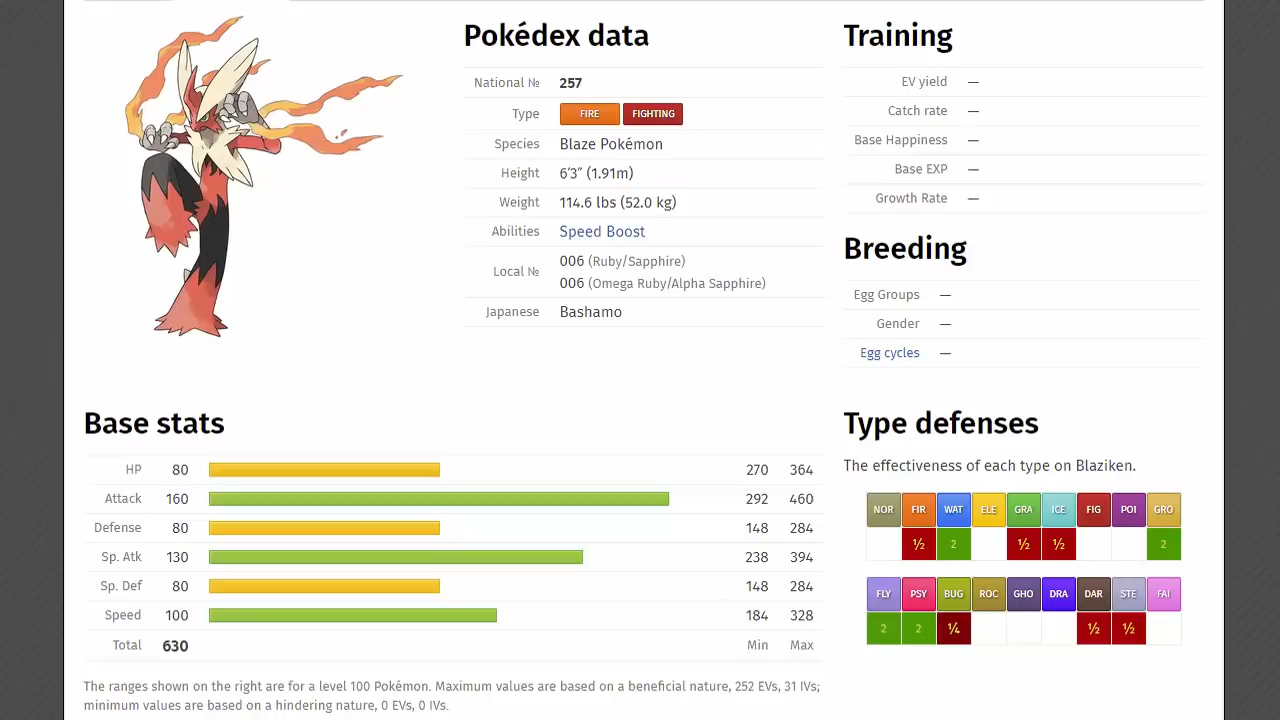 Pokédex data
National № 257
Type FIRE FIGHTING
Species Blaze Pokémon
Height 6′3″ (1.91m)
Weight 114.6 lbs (52.0 kg)
Abilities Speed Boost
Local № 006 (Ruby/Sapphire)
006 (Omega Ruby/Alpha Sapphire)
Japanese Bashamo
Training
EV yield —
Catch rate —
Base Happiness —
Base EXP —
Growth Rate —
Breeding
Egg Groups —
Gender —
Egg cycles —
Base stats
HP 80 270 364
Attack 160 292 460
Defense 80 148 284
Sp. Atk 130 238 394
Sp. Def 80 148 284
Speed 100 184 328
Total 630 Min Max
The ranges shown on the right are for a level 100 Pokémon. Maximum values are based on a beneficial nature, 252 EVs, 31 IVs;
minimum values are based on a hindering nature, 0 EVs, 0 IVs.
Type defenses
The effectiveness of each type on Blaziken.
NOR FIR WAT ELE GRA ICE FIG POI GRO
½ 2 ½ ½ 2
FLY PSY BUG ROC GHO DRA DAR STE FAI
2 2 ¼ ½ ½